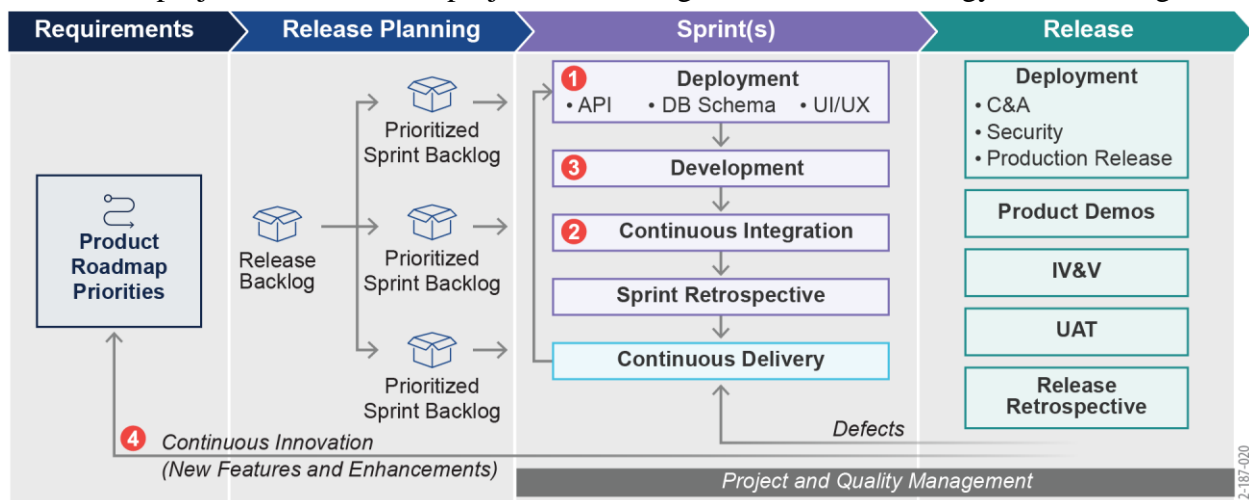 Requirements
Release Planning
Sprint(s)
Release
Product
Roadmap
Priorities
Release
Backlog
Prioritized
Sprint Backlog
Prioritized
Sprint Backlog
Prioritized
Sprint Backlog
1
Deployment
• API • DB Schema • UI/UX
3
Development
2
Continuous Integration
Sprint Retrospective
Continuous Delivery
Deployment
• C&A
• Security
• Production Release
Product Demos
IV&V
UAT
Release
Retrospective
Defects
4
Continuous Innovation
(New Features and Enhancements)
Project and Quality Management
2-187-020